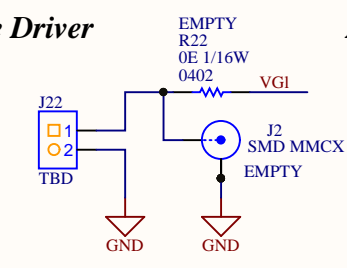 e Driver
EMPTY
R22
0E 1/16W
0402
VGl
J22
1
2
TBD
J2
SMD MMCX
EMPTY
GND
GND